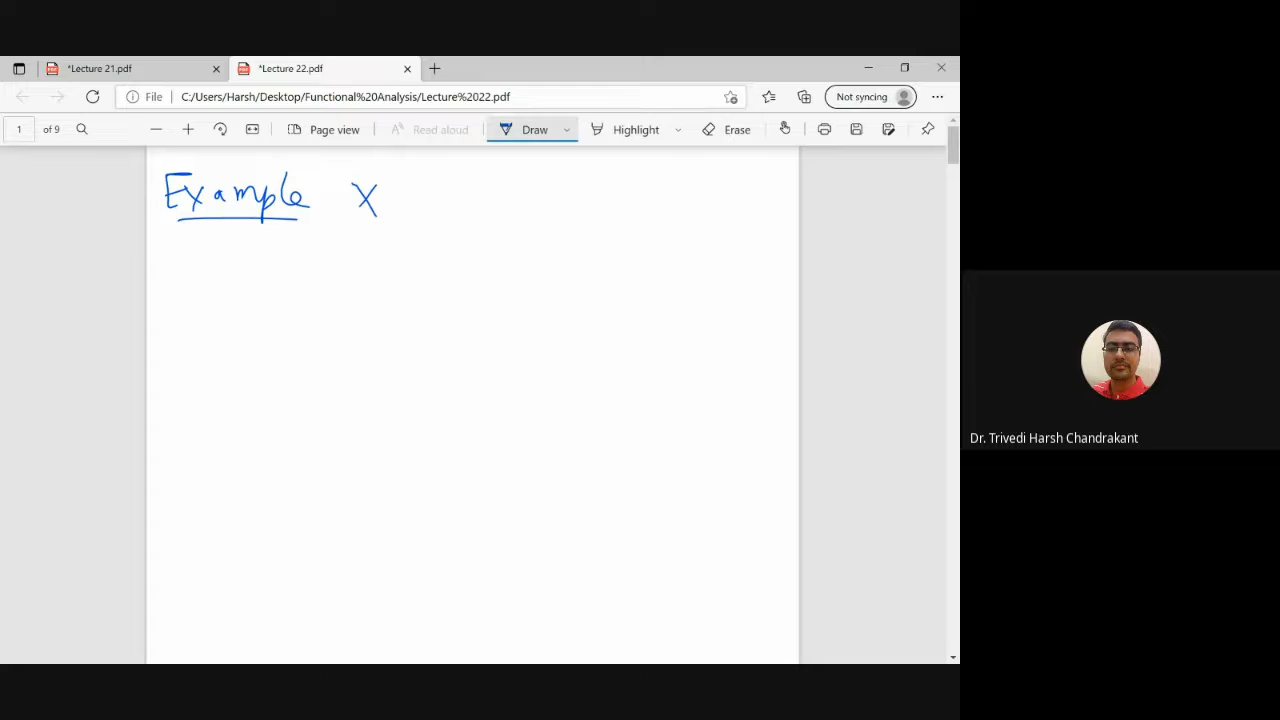 *Lecture 21.pdf *Lecture 22.pdf
File C:/Users/Harsh/Desktop/Functional%20Analysis/Lecture%2022.pdf Not syncing
1 of 9 Page view Read aloud Draw Highlight Erase
Example X
Dr. Trivedi Harsh Chandrakant